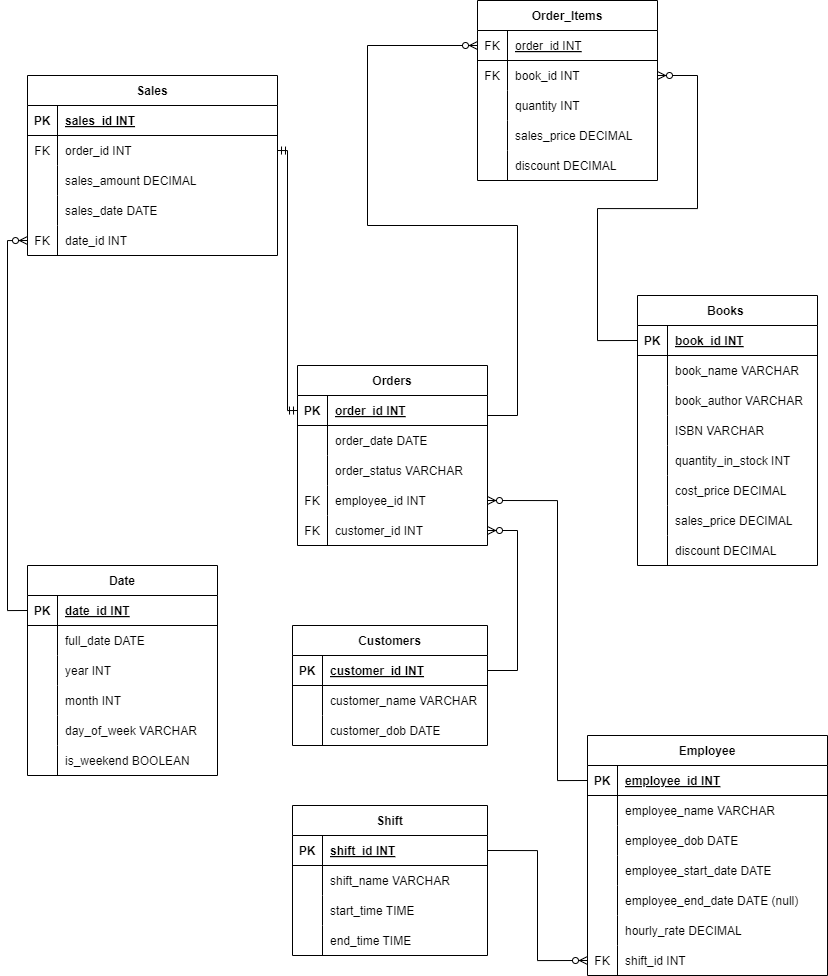 Order_Items
FK order_id INT
FK book_id INT
quantity INT
sales_price DECIMAL
discount DECIMAL
Sales
PK sales_id INT
FK order_id INT
sales_amount DECIMAL
sales_date DATE
FK date_id INT
Books
PK book_id INT
book_name VARCHAR
book_author VARCHAR
ISBN VARCHAR
quantity_in_stock INT
cost_price DECIMAL
sales_price DECIMAL
discount DECIMAL
Orders
PK order_id INT
order_date DATE
order_status VARCHAR
FK employee_id INT
FK customer_id INT
Date
PK date_id INT
full_date DATE
year INT
month INT
day_of_week VARCHAR
is_weekend BOOLEAN
Customers
PK customer_id INT
customer_name VARCHAR
customer_dob DATE
Employee
PK employee_id INT
employee_name VARCHAR
employee_dob DATE
employee_start_date DATE
employee_end_date DATE (null)
hourly_rate DECIMAL
FK shift_id INT
Shift
PK shift_id INT
shift_name VARCHAR
start_time TIME
end_time TIME